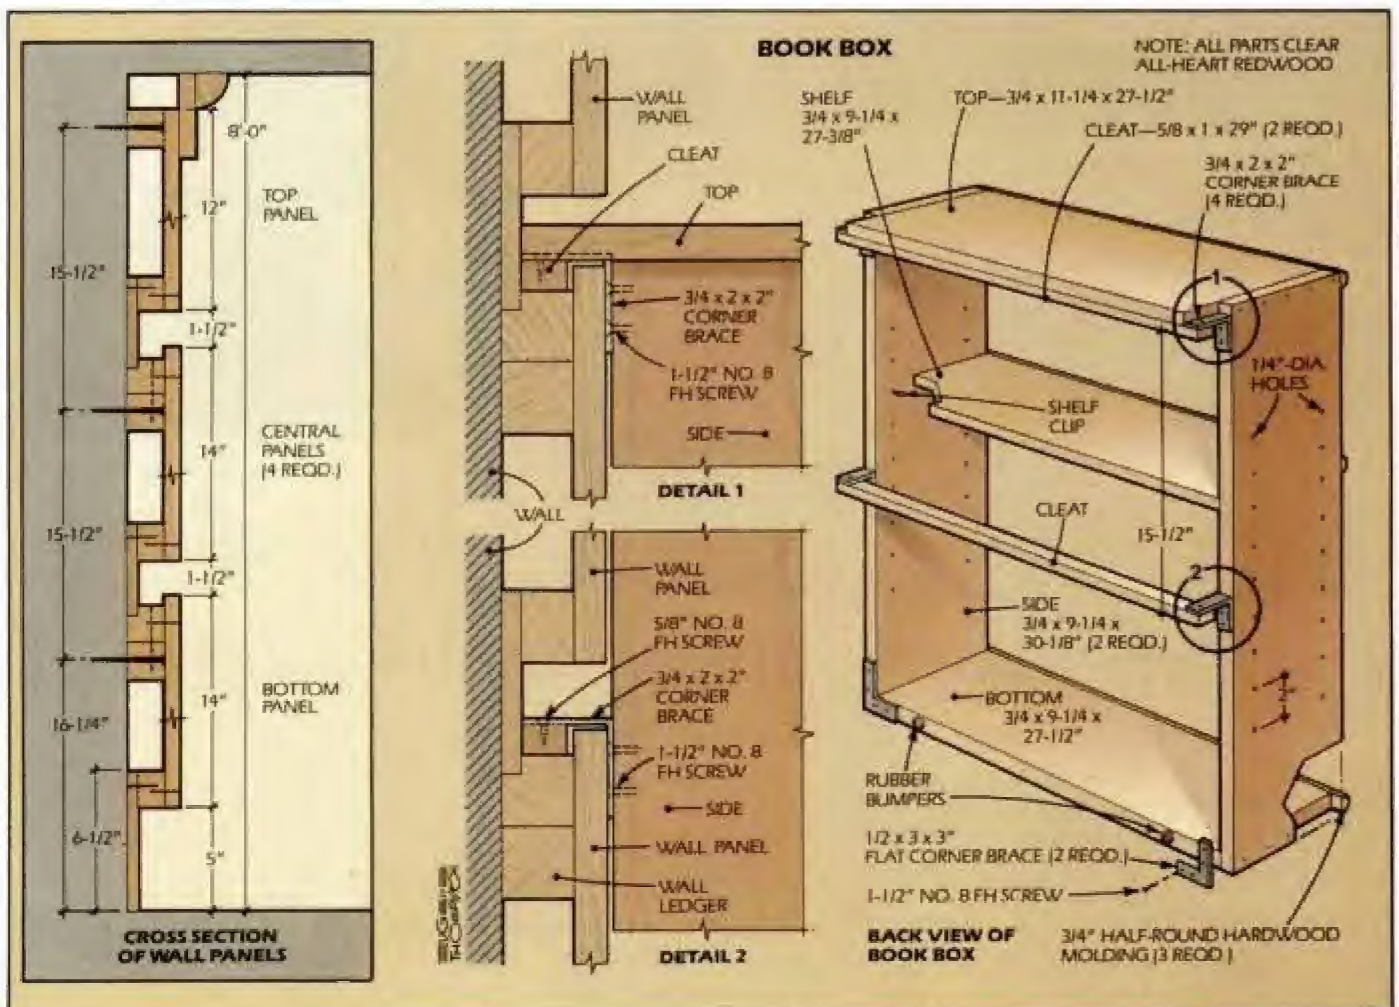 BOOK BOX
NOTE: ALL PARTS CLEAR
ALL-HEART REDWOOD
8'-0"
12"
TOP
PANEL
15-1/2"
1-1/2"
14"
CENTRAL
PANELS
(4 REQD.)
15-1/2"
1-1/2"
14"
BOTTOM
PANEL
16-1/4"
6-1/2"
5"
CROSS SECTION
OF WALL PANELS
WALL
PANEL
CLEAT
TOP
3/4 x 2 x 2"
CORNER
BRACE
1-1/2" NO. 8
FH SCREW
SIDE
DETAIL 1
WALL
WALL
PANEL
5/8" NO. 8
FH SCREW
3/4 x 2 x 2"
CORNER
BRACE
1-1/2" NO. 8
FH SCREW
SIDE
WALL PANEL
WALL
LEDGER
DETAIL 2
EUGENE
THOMPSON
SHELF
3/4 x 9-1/4 x
27-3/8"
TOP—3/4 x 11-1/4 x 27-1/2"
CLEAT—5/8 x 1 x 29" (2 REQD.)
3/4 x 2 x 2"
CORNER BRACE
(4 REQD.)
1
1/4"-DIA.
HOLES
SHELF
CLIP
CLEAT
15-1/2"
2
SIDE
3/4 x 9-1/4 x
30-1/8" (2 REQD.)
BOTTOM
3/4 x 9-1/4 x
27-1/2"
2"
RUBBER
BUMPERS
1/2 x 3 x 3"
FLAT CORNER BRACE (2 REQD.)
1-1/2" NO. 8 FH SCREW
BACK VIEW OF
BOOK BOX
3/4" HALF-ROUND HARDWOOD
MOLDING (3 REQD.)